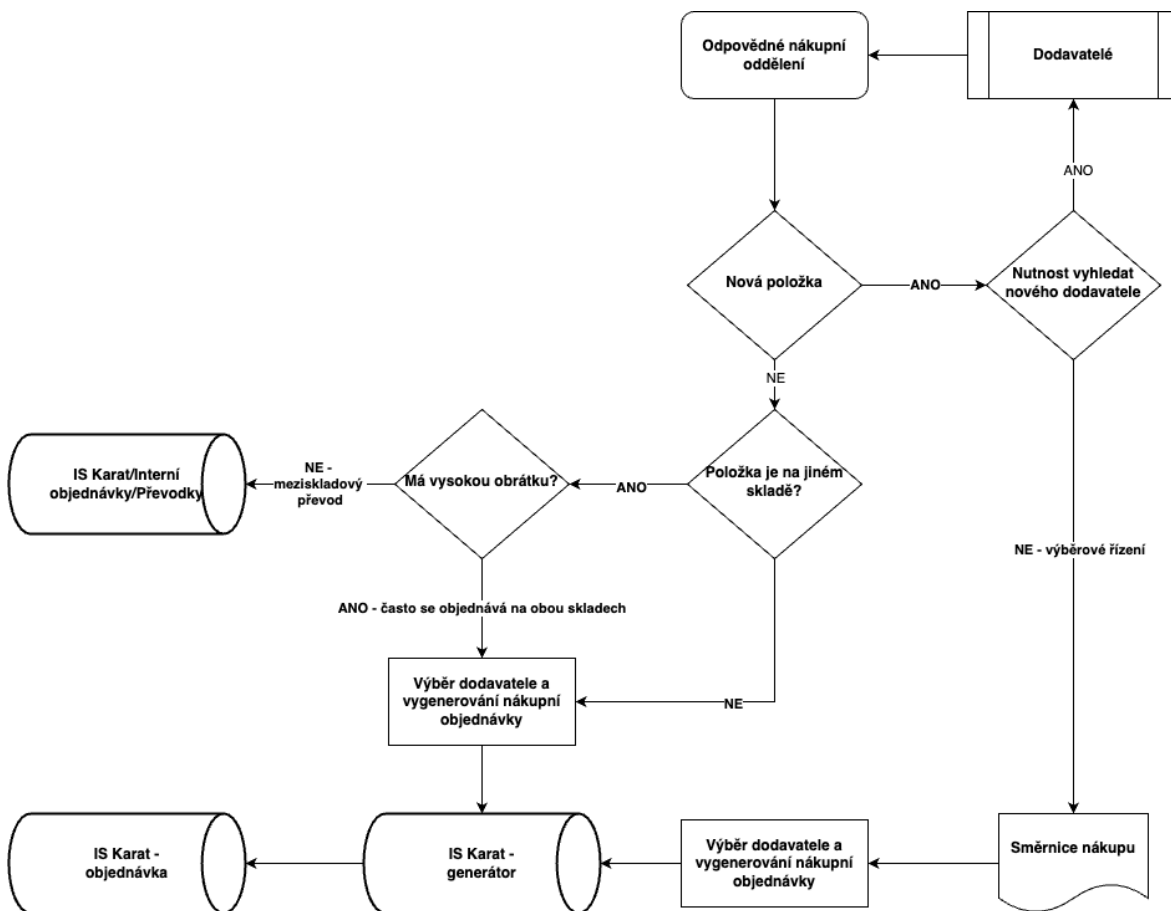 Odpovědné nákupní
oddělení
Dodavatelé
ANO
Nová položka
ANO
Nutnost vyhledat
nového dodavatele
NE
IS Karat/Interní
objednávky/Převodky
NE -
meziskladový
převod
Má vysokou obrátku?
ANO
Položka je na jiném
skladě?
NE - výběrové řízení
ANO - často se objednává na obou skladech
Výběr dodavatele a
vygenerování nákupní
objednávky
NE
IS Karat -
objednávka
IS Karat -
generátor
Výběr dodavatele a
vygenerování nákupní
objednávky
Směrnice nákupu